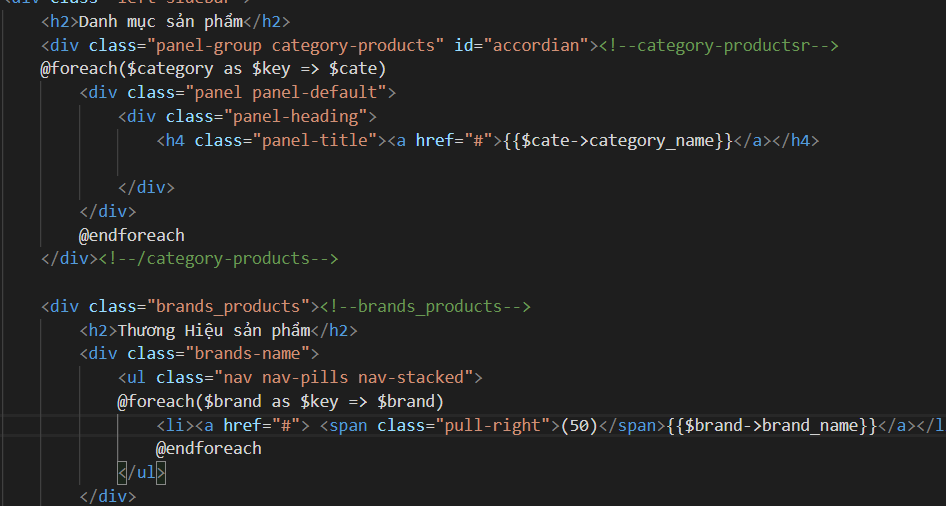 <div class="left-sidebar">
<h2>Danh mục sản phẩm</h2>
<div class="panel-group category-products" id="accordian"><!--category-productsr-->
@foreach($category as $key => $cate)
<div class="panel panel-default">
<div class="panel-heading">
<h4 class="panel-title"><a href="#">{{$cate->category_name}}</a></h4>
</div>
</div>
@endforeach
</div><!--/category-products-->
<div class="brands_products"><!--brands_products-->
<h2>Thương Hiệu sản phẩm</h2>
<div class="brands-name">
<ul class="nav nav-pills nav-stacked">
@foreach($brand as $key => $brand)
<li><a href="#"> <span class="pull-right">(50)</span>{{$brand->brand_name}}</a></l
@endforeach
</ul>
</div>